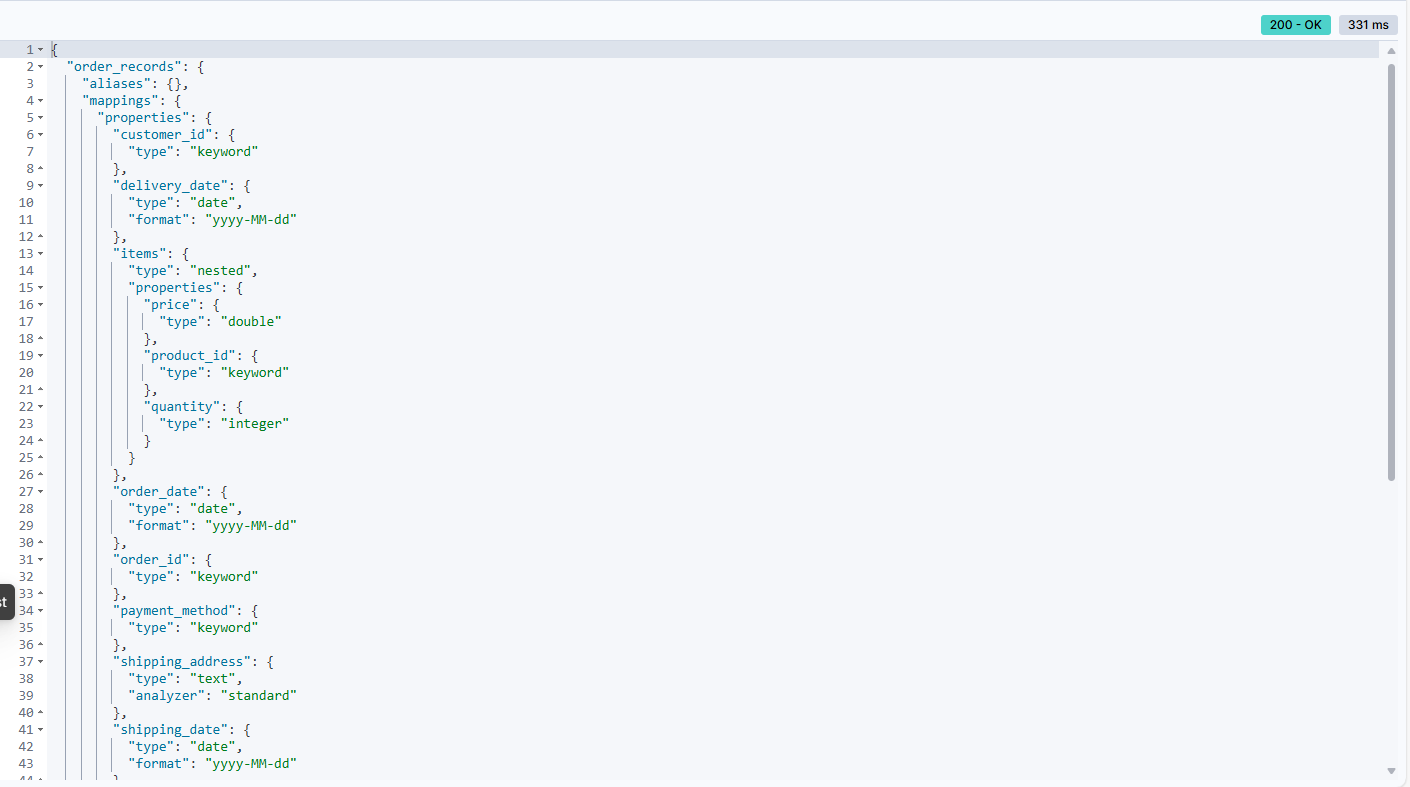 200 - OK 331 ms
1 {
2 "order_records": {
3 "aliases": {},
4 "mappings": {
5 "properties": {
6 "customer_id": {
7 "type": "keyword"
8 },
9 "delivery_date": {
10 "type": "date",
11 "format": "yyyy-MM-dd"
12 },
13 "items": {
14 "type": "nested",
15 "properties": {
16 "price": {
17 "type": "double"
18 },
19 "product_id": {
20 "type": "keyword"
21 },
22 "quantity": {
23 "type": "integer"
24 }
25 }
26 },
27 "order_date": {
28 "type": "date",
29 "format": "yyyy-MM-dd"
30 },
31 "order_id": {
32 "type": "keyword"
st
33 },
34 "payment_method": {
35 "type": "keyword"
36 },
37 "shipping_address": {
38 "type": "text",
39 "analyzer": "standard"
40 },
41 "shipping_date": {
42 "type": "date",
43 "format": "yyyy-MM-dd"